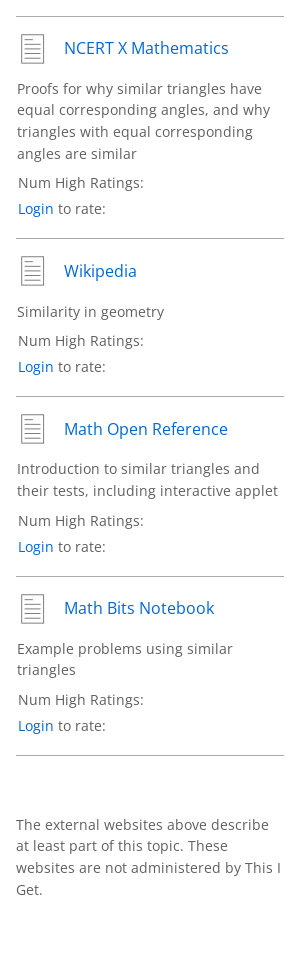 NCERT X Mathematics
Proofs for why similar triangles have
equal corresponding angles, and why
triangles with equal corresponding
angles are similar
Num High Ratings:
Login to rate:
Wikipedia
Similarity in geometry
Num High Ratings:
Login to rate:
Math Open Reference
Introduction to similar triangles and
their tests, including interactive applet
Num High Ratings:
Login to rate:
Math Bits Notebook
Example problems using similar
triangles
Num High Ratings:
Login to rate:
The external websites above describe
at least part of this topic. These
websites are not administered by This I
Get.